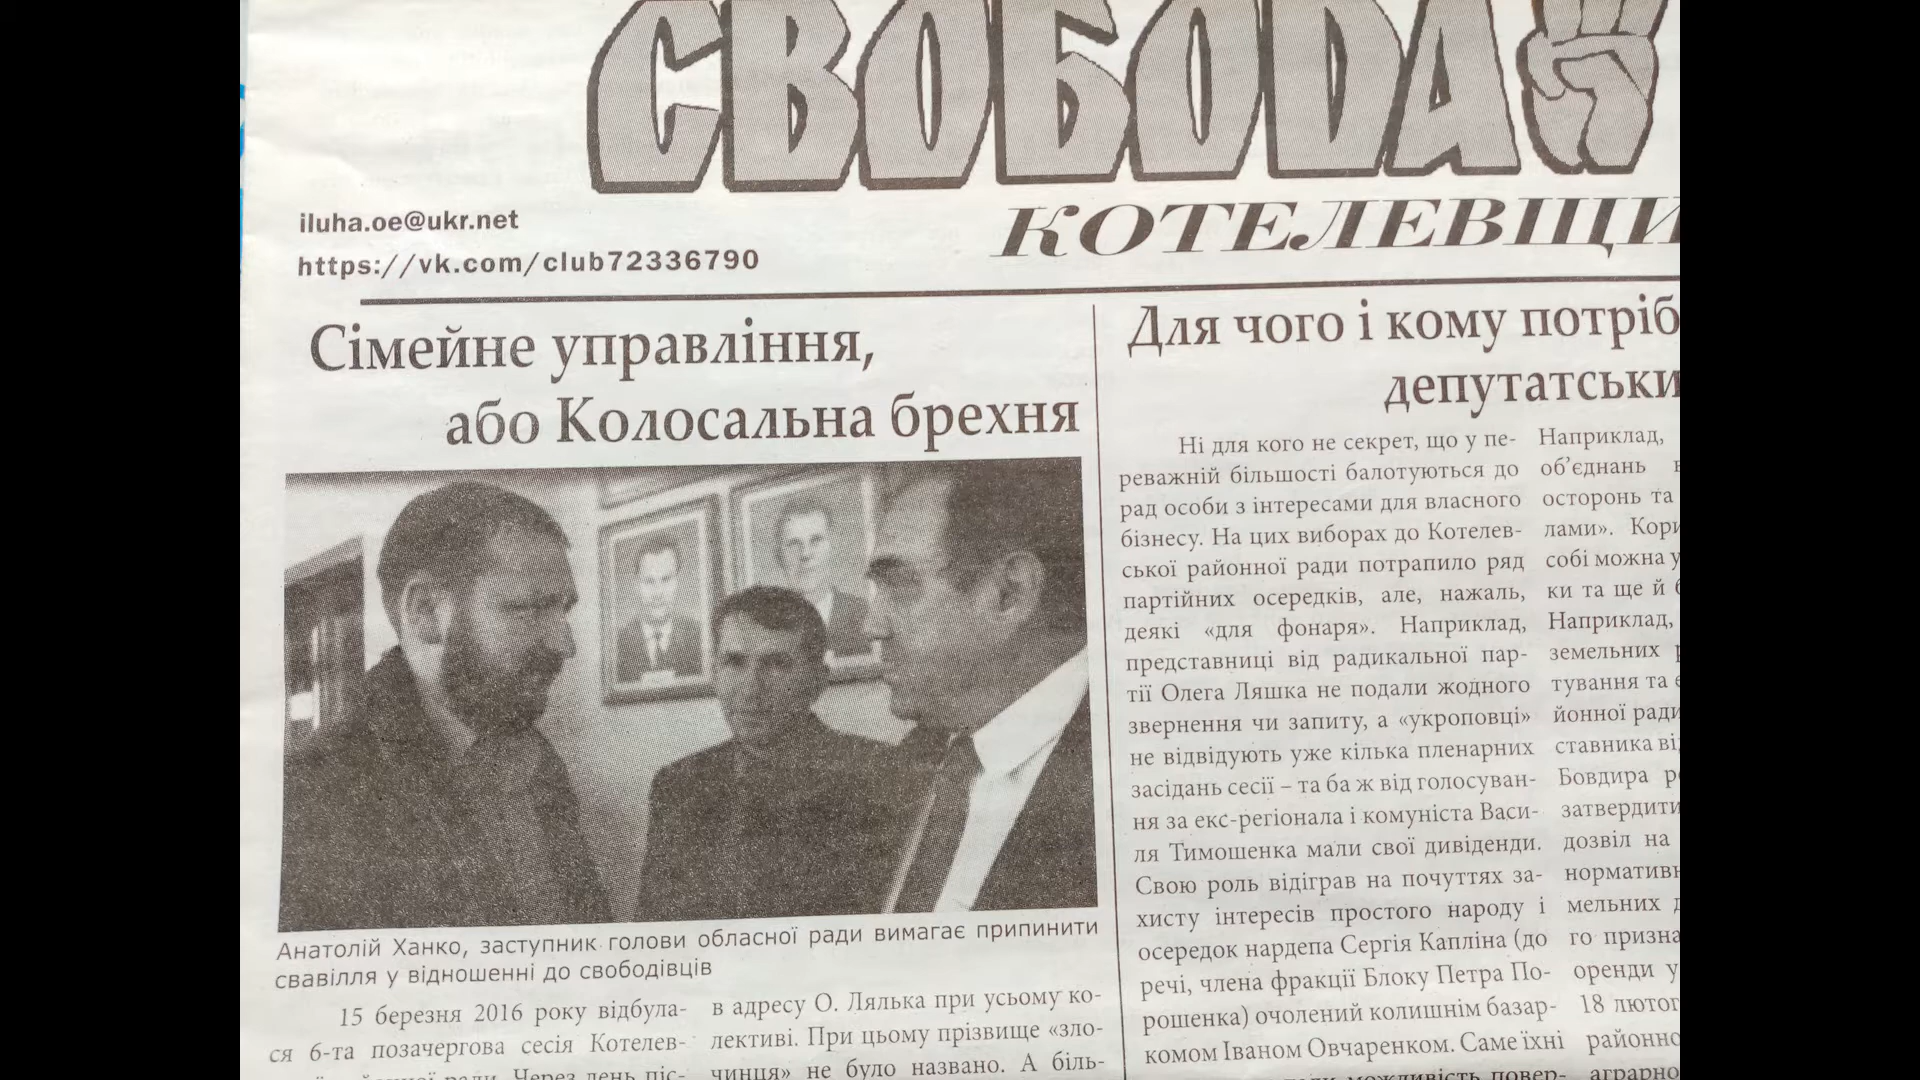 СВОБОДА
КОТЕЛЕВЩИ
iluha.oe@ukr.net
https://vk.com/club72336790
Сімейне управління,
або Колосальна брехня
Анатолій Ханко, заступник голови обласної ради вимагає припинити
свавілля у відношенні до свободівців
15 березня 2016 року відбула-
ся 6-та позачергова сесія Котелев-
ради. Через день піс-
в адресу О. Лялька при усьому ко-
лективі. При цьому прізвище «зло-
чинця» не було названо. А біль-
Для чого і кому потріб
депутатськи
Ні для кого не секрет, що у пе-
реважній більшості балотуються до
рад особи з інтересами для власного
бізнесу. На цих виборах до Котелев-
ської районної ради потрапило ряд
партійних осередків, але, нажаль,
деякі «для фонаря». Наприклад,
представниці від радикальної пар-
тії Олега Ляшка не подали жодного
звернення чи запиту, а «укроповці»
не відвідують уже кілька пленарних
засідань сесії – та ба ж від голосуван-
ня за екс-регіонала і комуніста Васи-
ля Тимошенка мали свої дивіденди.
Свою роль відіграв на почуттях за-
хисту інтересів простого народу і
осередок нардепа Сергія Капліна (до
речі, члена фракції Блоку Петра По-
рошенка) очолений колишнім базар-
комом Іваном Овчаренком. Саме їхні
можливість повер-
Наприклад,
об’єднань в
осторонь та
лами». Кори
собі можна у
ки та ще й б
Наприклад,
земельних р
тування та є
йонної ради
ставника ві
Бовдира р
затвердити
дозвіл на
нормативн
мельних д
го призна
оренди у
18 лютог
районно
аграрно